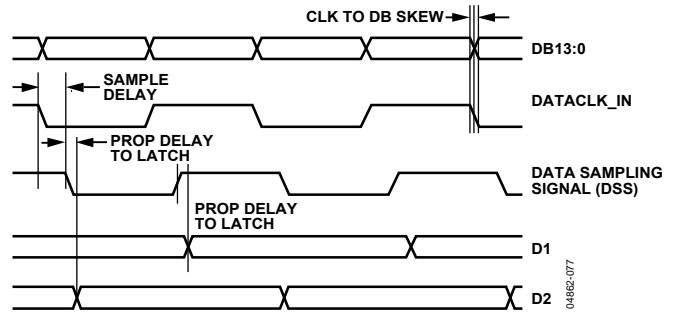 CLK TO DB SKEW
DB13:0
SAMPLE
DELAY
DATACLK_IN
PROP DELAY
TO LATCH
DATA SAMPLING
SIGNAL (DSS)
PROP DELAY
TO LATCH
D1
D2
04862-077